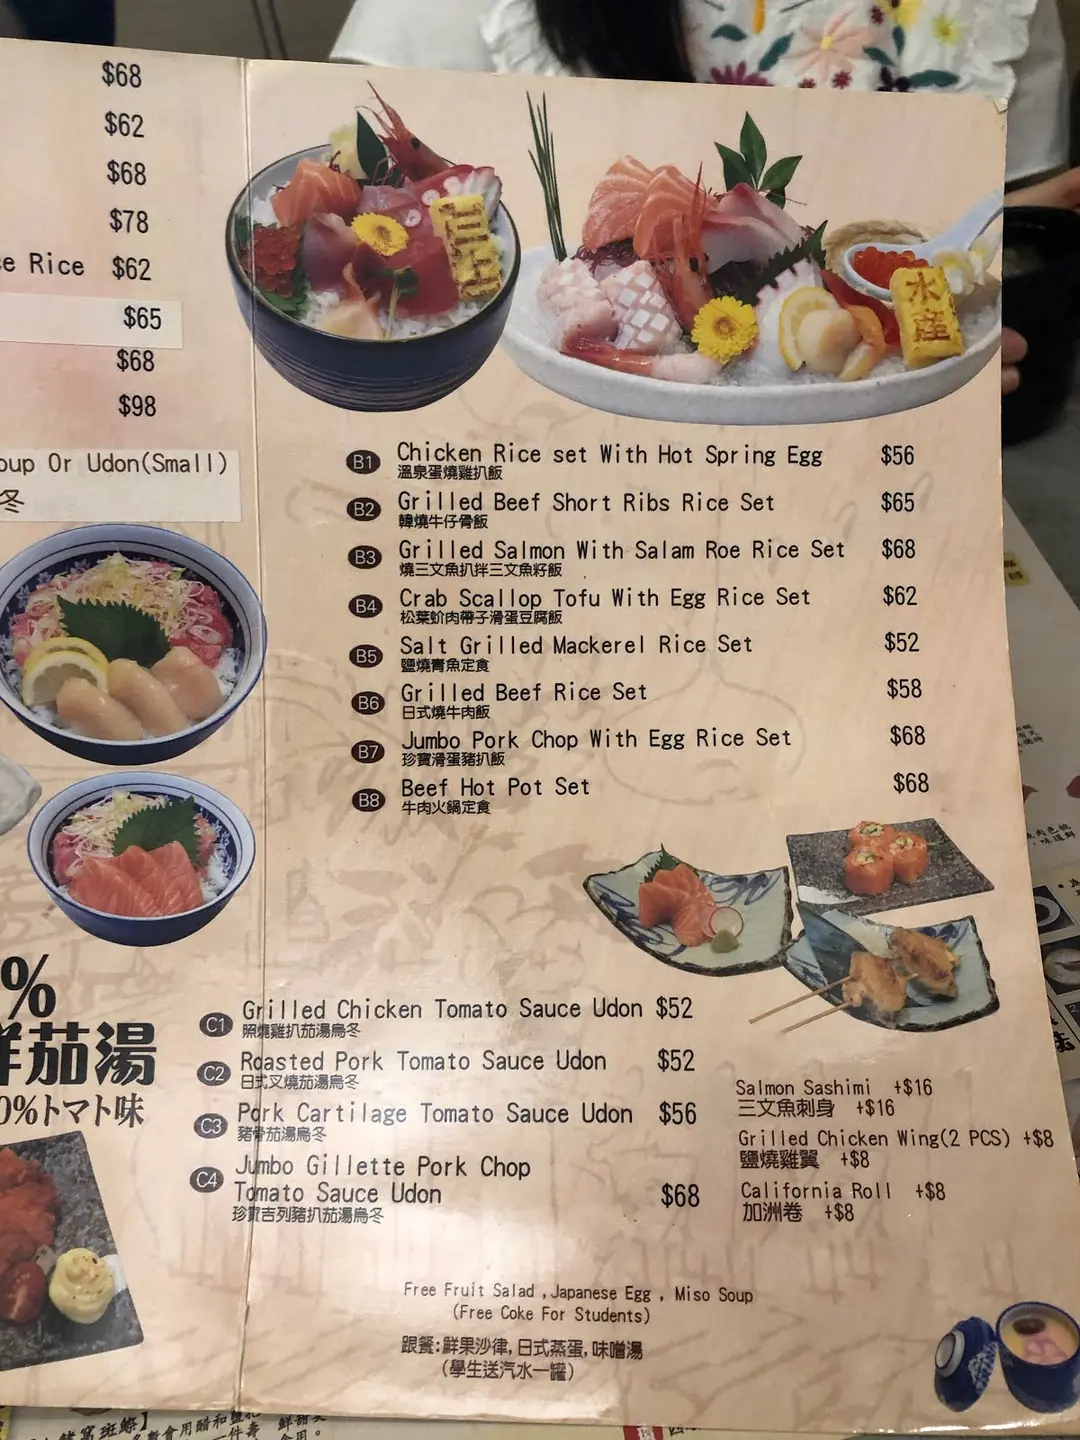 $68
$62
$68
$78
ce Rice $62
$65
$68
$98
oup Or Udon(Small)
冬
水產
B1 Chicken Rice set With Hot Spring Egg $56
溫泉蛋燒雞扒飯
B2 Grilled Beef Short Ribs Rice Set $65
韓燒牛仔骨飯
B3 Grilled Salmon With Salam Roe Rice Set $68
燒三文魚扒拌三文魚籽飯
B4 Crab Scallop Tofu With Egg Rice Set $62
松葉蚧肉帶子滑蛋豆腐飯
B5 Salt Grilled Mackerel Rice Set $52
鹽燒青魚定食
B6 Grilled Beef Rice Set $58
日式燒牛肉飯
B7 Jumbo Pork Chop With Egg Rice Set $68
珍寶滑蛋豬扒飯
B8 Beef Hot Pot Set $68
牛肉火鍋定食
%
鮮茄湯
0%トマト味
C1 Grilled Chicken Tomato Sauce Udon $52
照燒雞扒茄湯烏冬
C2 Roasted Pork Tomato Sauce Udon $52
日式叉燒茄湯烏冬
C3 Pork Cartilage Tomato Sauce Udon $56
豬骨茄湯烏冬
C4 Jumbo Gillette Pork Chop
Tomato Sauce Udon $68
珍寶吉列豬扒茄湯烏冬
Salmon Sashimi +$16
三文魚刺身 +$16
Grilled Chicken Wing(2 PCS) +$8
鹽燒雞翼 +$8
California Roll +$8
加洲卷 +$8
Free Fruit Salad ,Japanese Egg , Miso Soup
(Free Coke For Students)
跟餐:鮮果沙律,日式蒸蛋,味噌湯
(學生送汽水一罐)